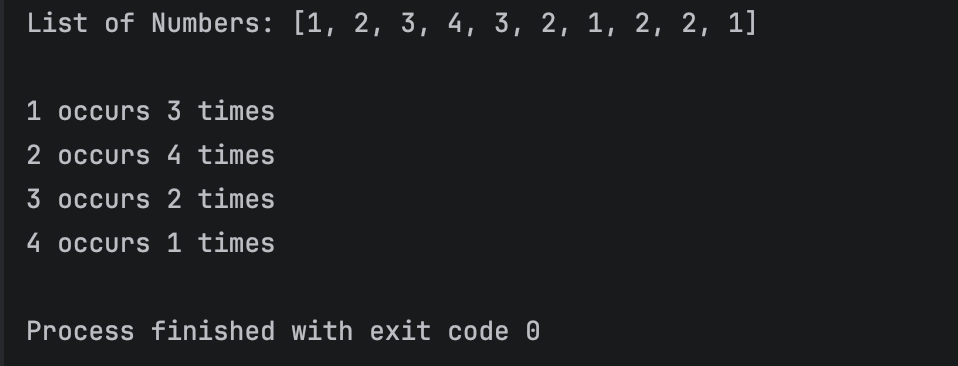 List of Numbers: [1, 2, 3, 4, 3, 2, 1, 2, 2, 1]
1 occurs 3 times
2 occurs 4 times
3 occurs 2 times
4 occurs 1 times
Process finished with exit code 0